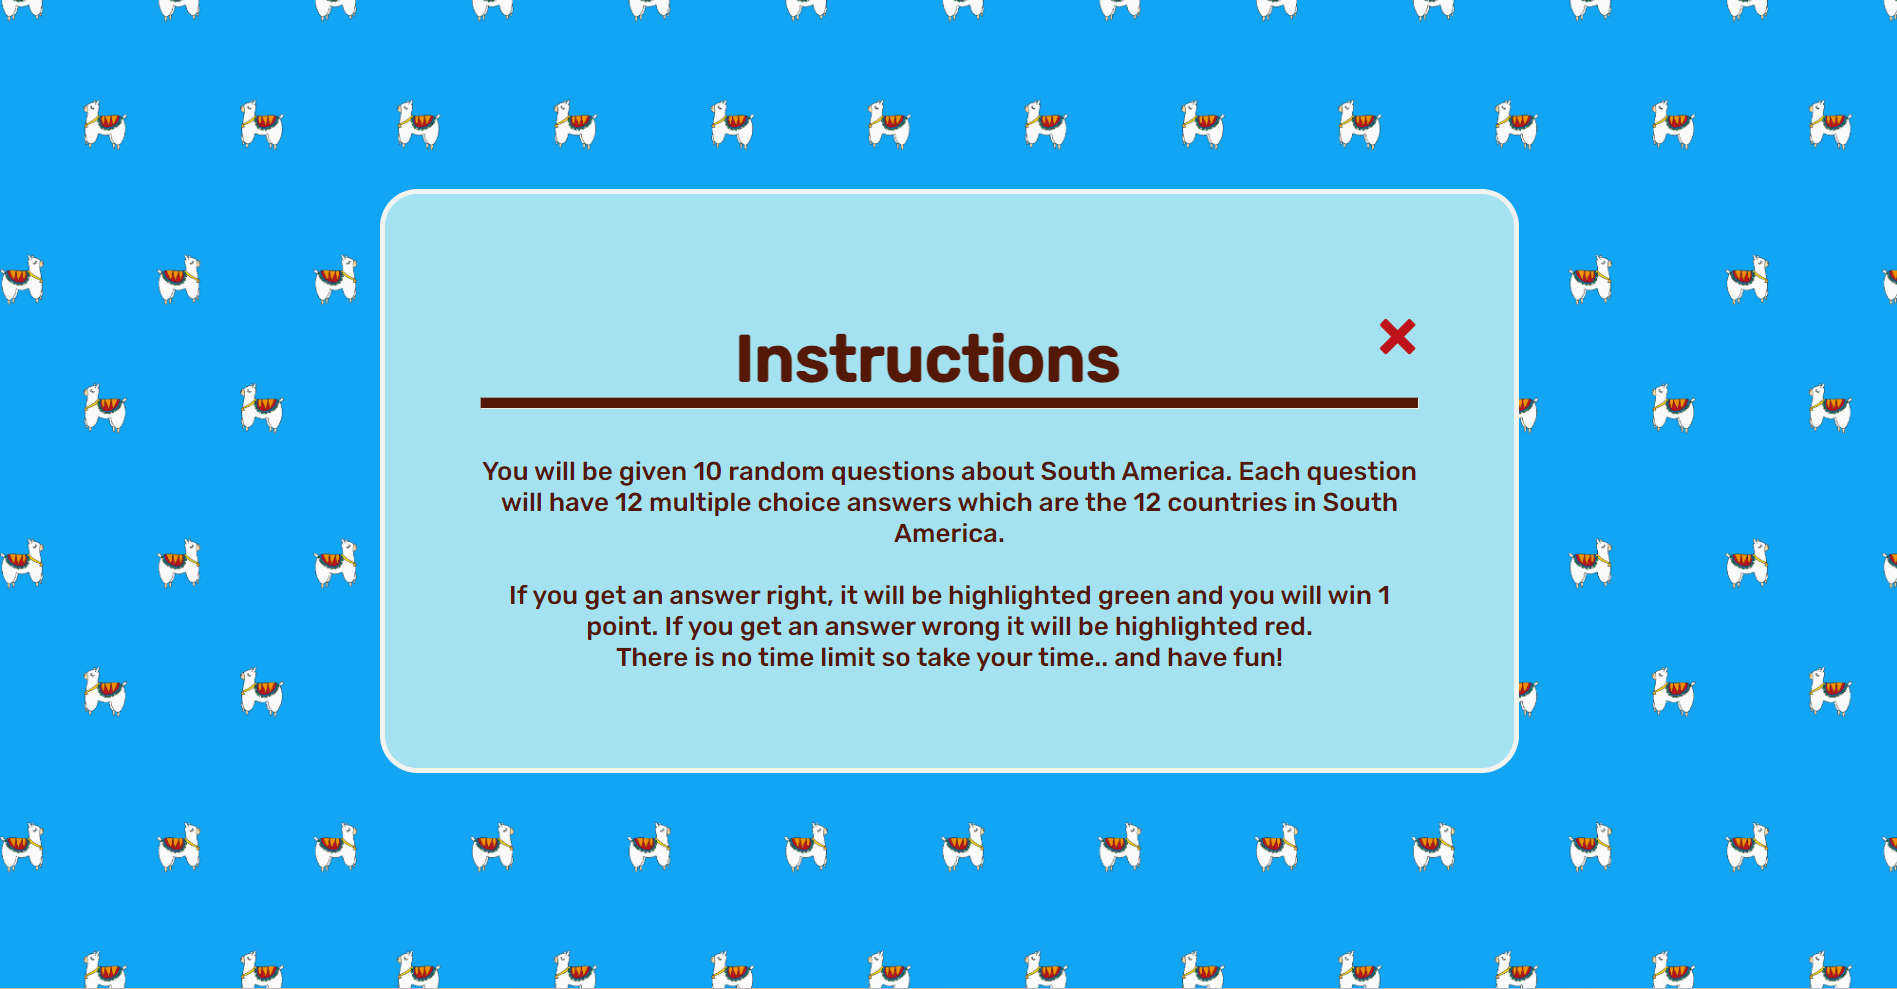 Instructions
You will be given 10 random questions about South America. Each question
will have 12 multiple choice answers which are the 12 countries in South
America.
If you get an answer right, it will be highlighted green and you will win 1
point. If you get an answer wrong it will be highlighted red.
There is no time limit so take your time.. and have fun!